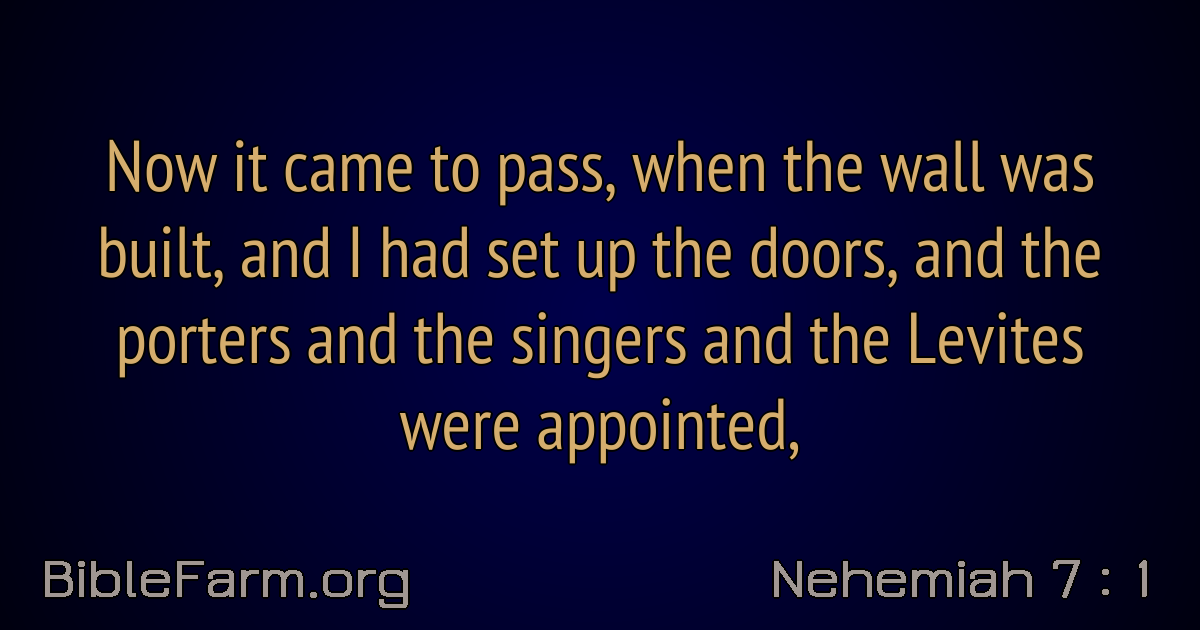 Now it came to pass, when the wall was
built, and I had set up the doors, and the
porters and the singers and the Levites
were appointed,
BibleFarm.org
Nehemiah 7 : 1